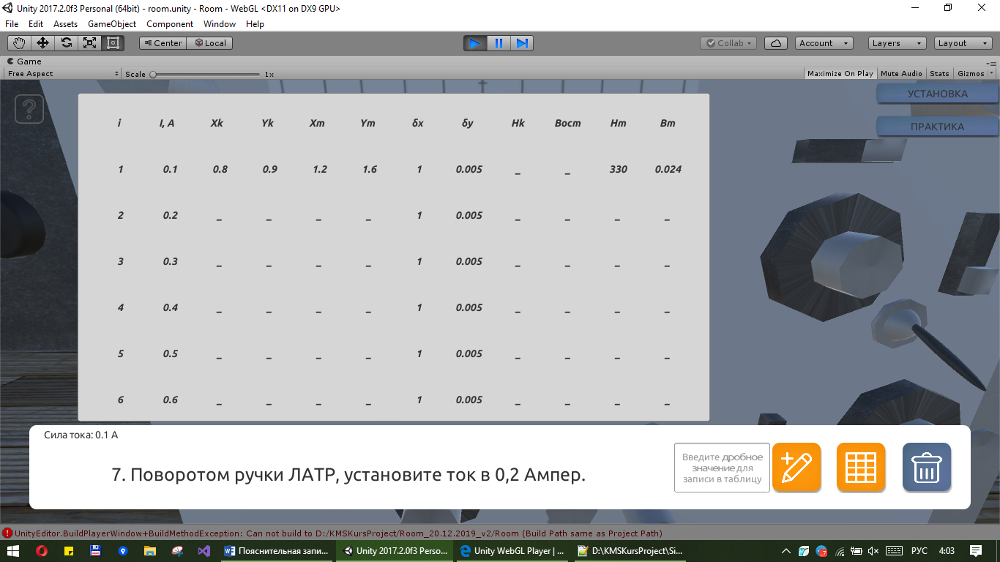 Unity 2017.2.0f3 Personal (64bit) - room.unity - Room - WebGL <DX11 on DX9 GPU>
File Edit Assets GameObject Component Window Help
Center Local Collab Account Layers Layout
Game
Free Aspect Scale 1x Maximize On Play Mute Audio Stats Gizmos
?
УСТАНОВКА
ПРАКТИКА
i I, A Xk Yk Xm Ym δx δy Hk Bост Hm Bm
1 0.1 0.8 0.9 1.2 1.6 1 0.005 _ _ 330 0.024
2 0.2 _ _ _ _ 1 0.005 _ _ _ _
3 0.3 _ _ _ _ 1 0.005 _ _ _ _
4 0.4 _ _ _ _ 1 0.005 _ _ _ _
5 0.5 _ _ _ _ 1 0.005 _ _ _ _
6 0.6 _ _ _ _ 1 0.005 _ _ _ _
Сила тока: 0.1 А
7. Поворотом ручки ЛАТР, установите ток в 0,2 Ампер.
Введите дробное
значение для
записи в таблицу
UnityEditor.BuildPlayerWindow+BuildMethodException: Can not build to D:/KMSKursProject/Room_20.12.2019_v2/Room (Build Path same as Project Path)
Пояснительная запи... Unity 2017.2.0f3 Perso... Unity WebGL Player | ... D:\KMSKursProject\Si... РУС 4:03